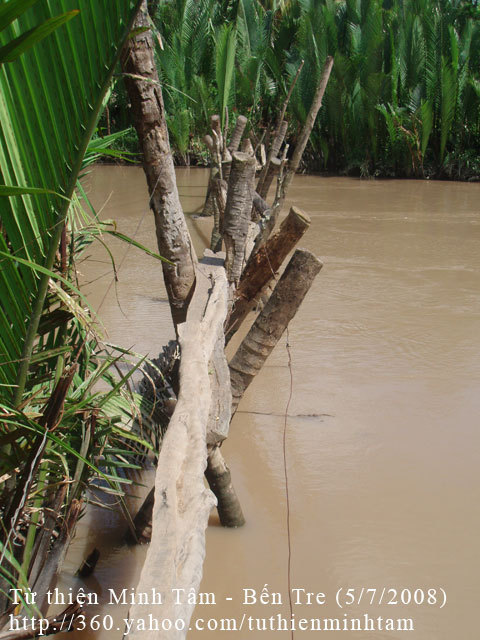 Từ thiện Minh Tâm - Bến Tre (5/7/2008)
http://360.yahoo.com/tuthienminhtam